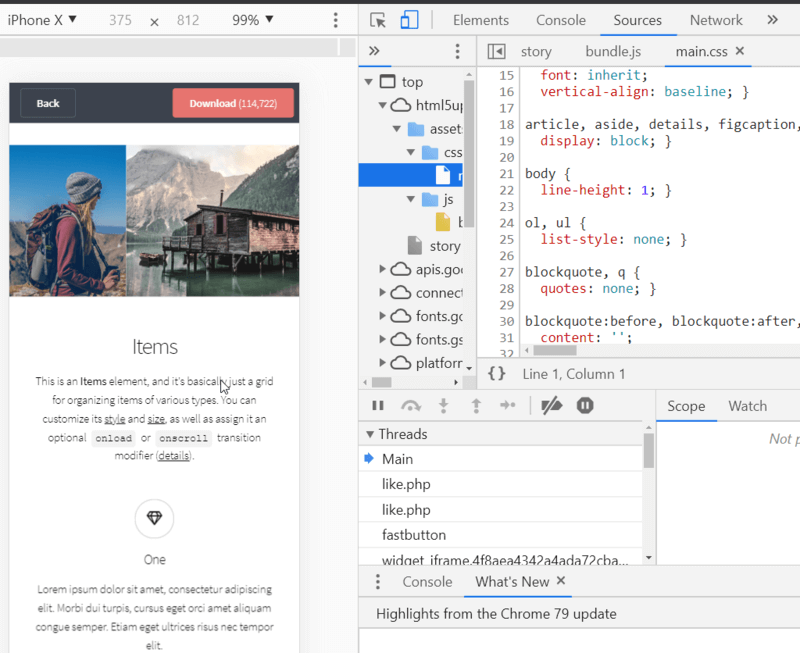 iPhone X ▼ 375 × 812 99% ▼
Elements Console Sources Network »
»
story bundle.js main.css ×
top
html5up
assets
css
js
story
apis.goo
connect
fonts.go
fonts.gs
platform
15 font: inherit;
16 vertical-align: baseline; }
17
18 article, aside, details, figcaption,
19 display: block; }
20
21 body {
22 line-height: 1; }
23
24 ol, ul {
25 list-style: none; }
26
27 blockquote, q {
28 quotes: none; }
29
30 blockquote:before, blockquote:after,
31 content: '';
32
{} Line 1, Column 1
Back
Download (114,722)
Items
This is an Items element, and it's basically just a grid
for organizing items of various types. You can
customize its style and size, as well as assign it an
optional onload or onscroll transition
modifier (details).
One
Lorem ipsum dolor sit amet, consectetur adipiscing
elit. Morbi dui turpis, cursus eget orci amet aliquam
congue semper. Etiam eget ultrices risus nec tempor
elit.
Scope Watch
Not p
Threads
Main
like.php
like.php
fastbutton
widget_iframe.4f8aea4342a4ada72cba...
Console What's New ×
Highlights from the Chrome 79 update